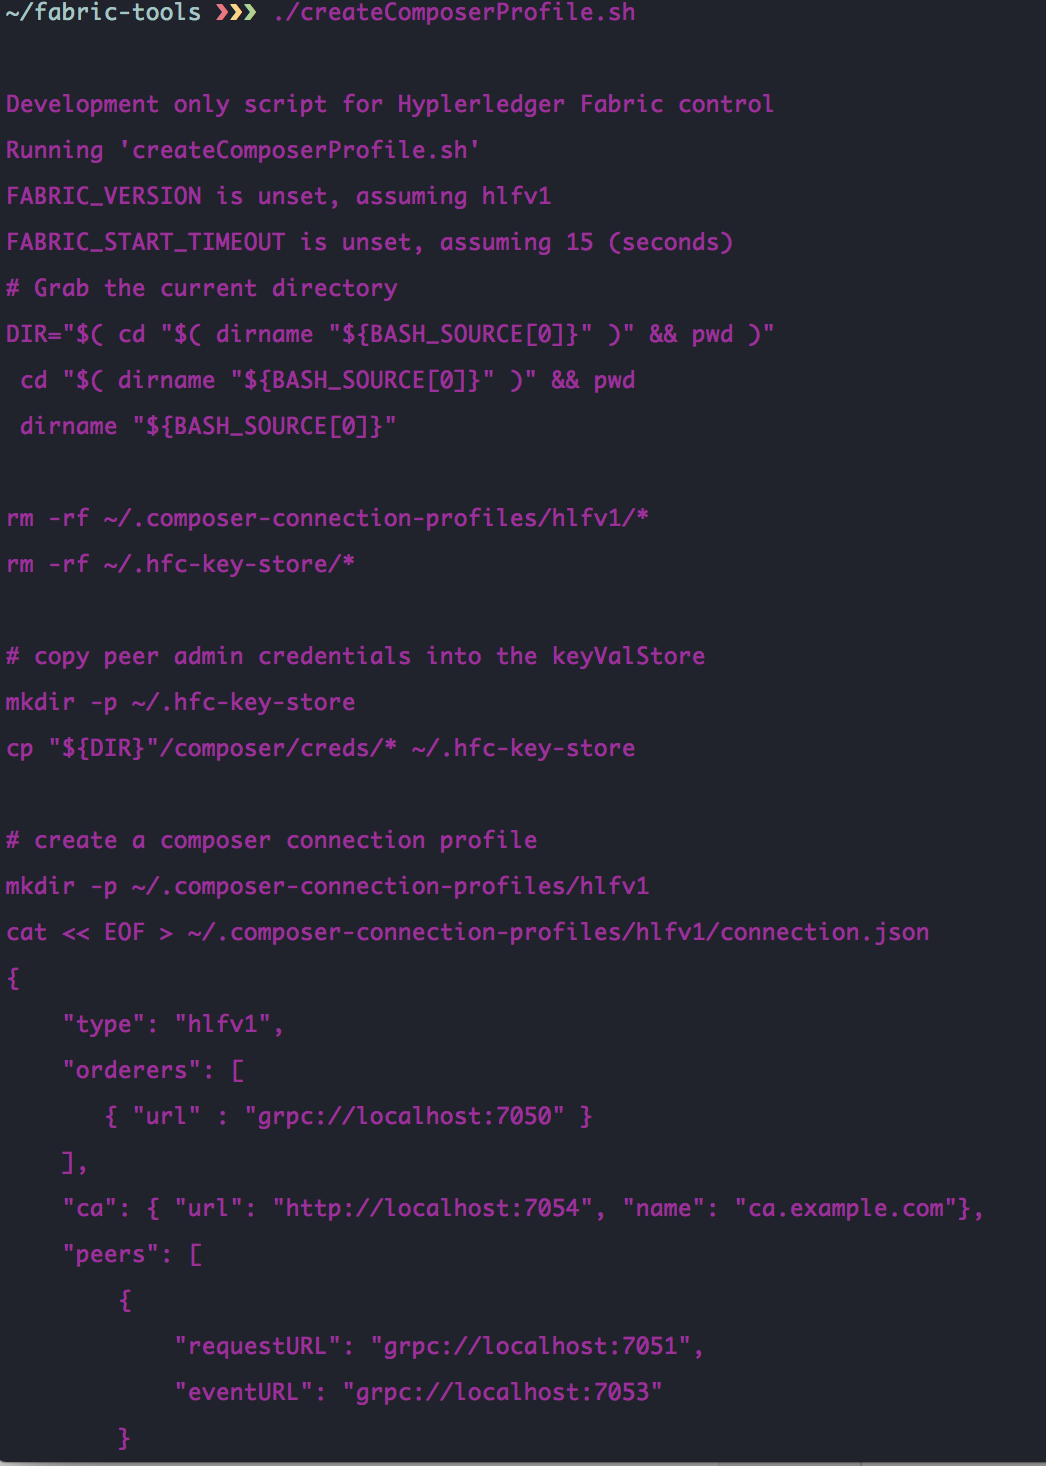 ~/fabric-tools ❯❯❯ ./createComposerProfile.sh
Development only script for Hyplerledger Fabric control
Running 'createComposerProfile.sh'
FABRIC_VERSION is unset, assuming hlfv1
FABRIC_START_TIMEOUT is unset, assuming 15 (seconds)
# Grab the current directory
DIR="$( cd "$( dirname "${BASH_SOURCE[0]}" )" && pwd )"
 cd "$( dirname "${BASH_SOURCE[0]}" )" && pwd
 dirname "${BASH_SOURCE[0]}"
rm -rf ~/.composer-connection-profiles/hlfv1/*
rm -rf ~/.hfc-key-store/*
# copy peer admin credentials into the keyValStore
mkdir -p ~/.hfc-key-store
cp "${DIR}"/composer/creds/* ~/.hfc-key-store
# create a composer connection profile
mkdir -p ~/.composer-connection-profiles/hlfv1
cat << EOF > ~/.composer-connection-profiles/hlfv1/connection.json
{
    "type": "hlfv1",
    "orderers": [
       { "url" : "grpc://localhost:7050" }
    ],
    "ca": { "url": "http://localhost:7054", "name": "ca.example.com"},
    "peers": [
        {
            "requestURL": "grpc://localhost:7051",
            "eventURL": "grpc://localhost:7053"
        }